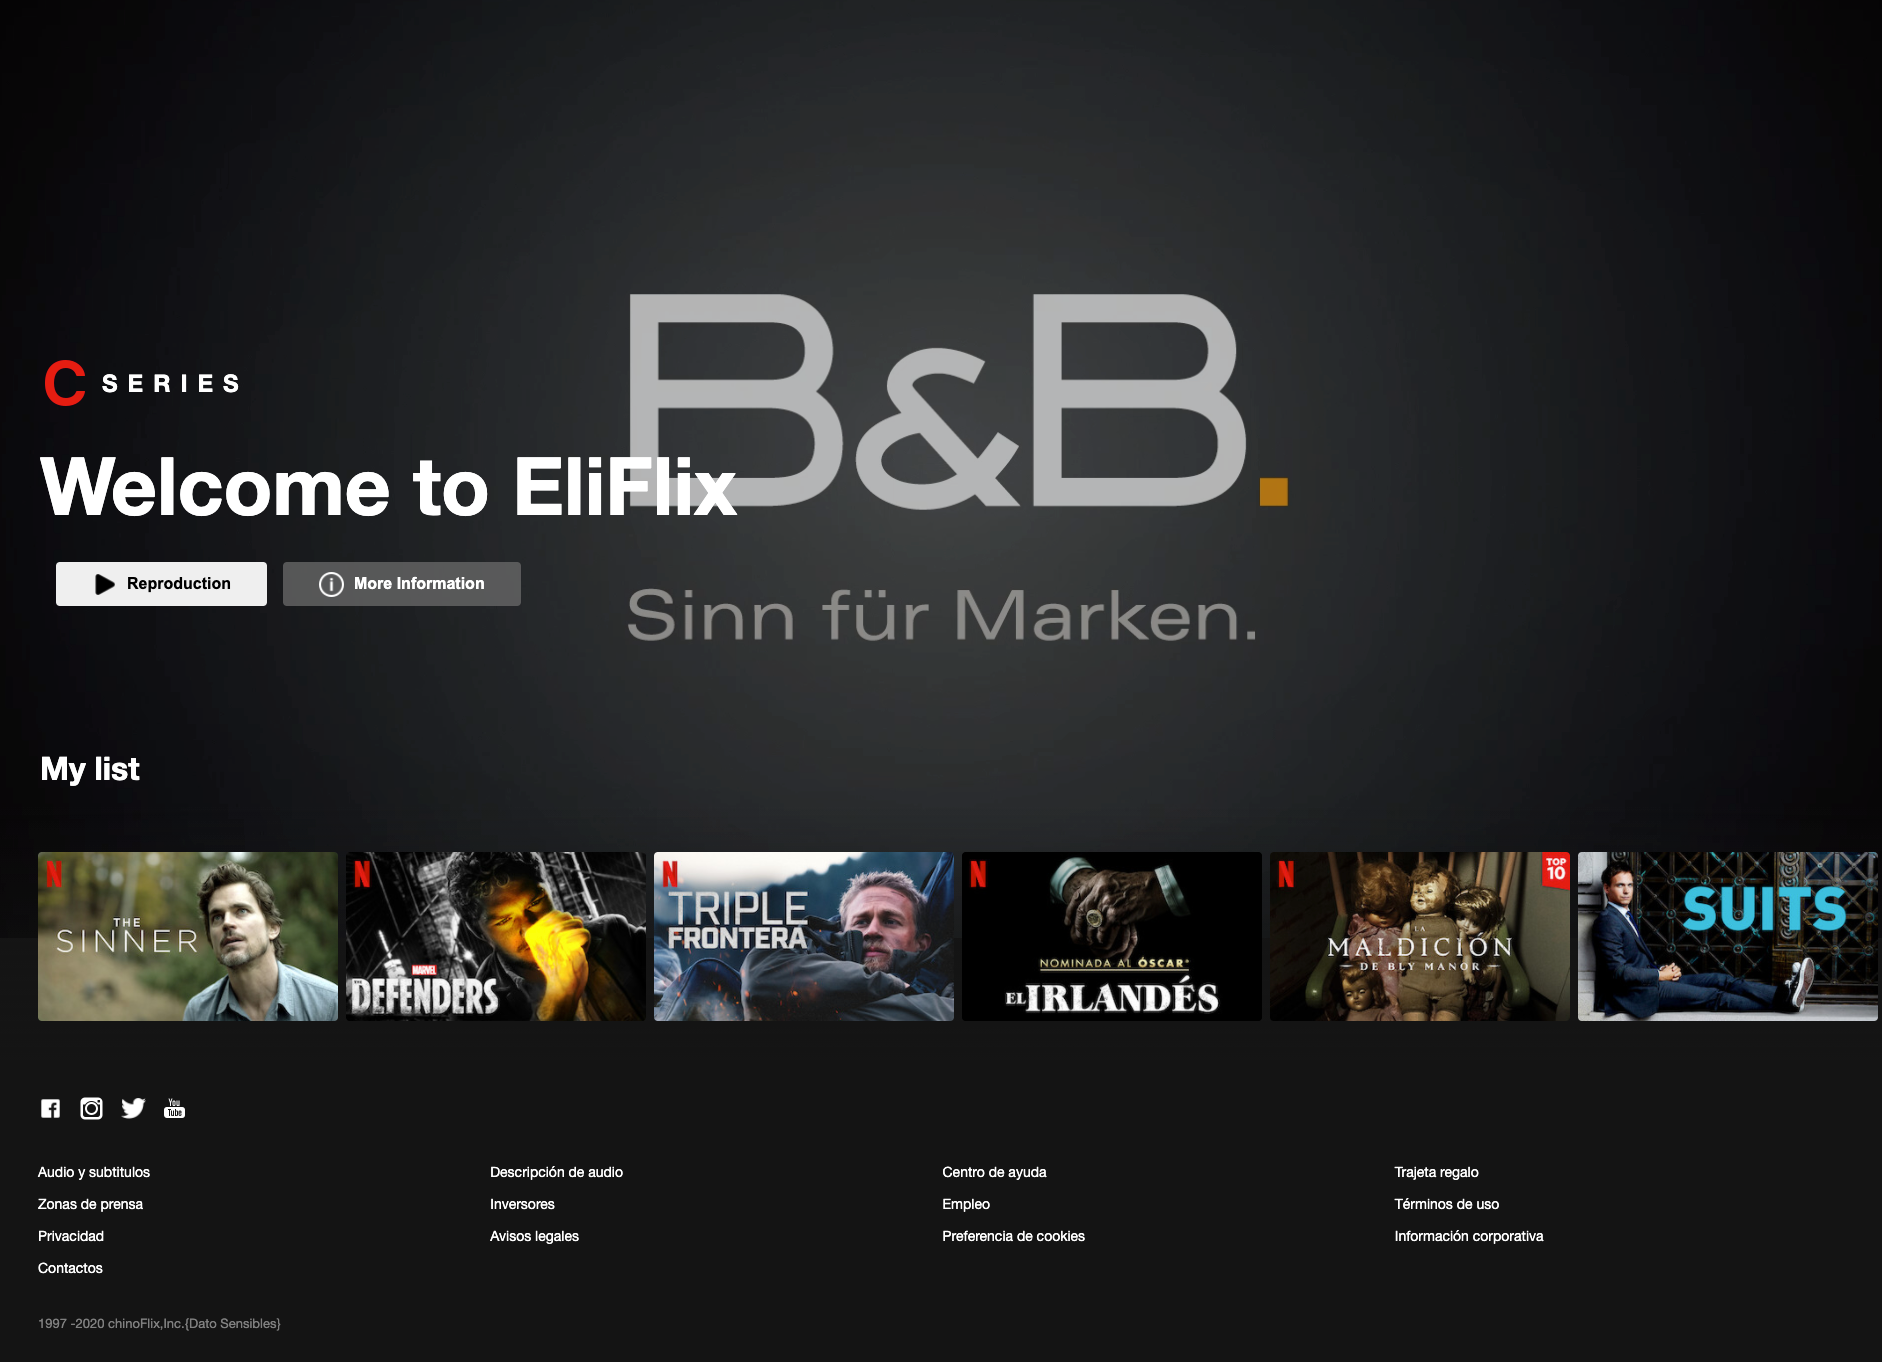 B&B.
C SERIES
Welcome to EliFlix
Reproduction
More Information
Sinn für Marken.
My list
N
THE
SINNER
N
MARVEL
THE
DEFENDERS
N
TRIPLE
FRONTERA
N
NOMINADA AL ÓSCAR®
EL IRLANDÉS
N
TOP
10
LA
MALDICIÓN
DE BLY MANOR
SUITS
You
Tube
Audio y subtitulos
Descripción de audio
Centro de ayuda
Trajeta regalo
Zonas de prensa
Inversores
Empleo
Términos de uso
Privacidad
Avisos legales
Preferencia de cookies
Información corporativa
Contactos
1997 -2020 chinoFlix,Inc.{Dato Sensibles}